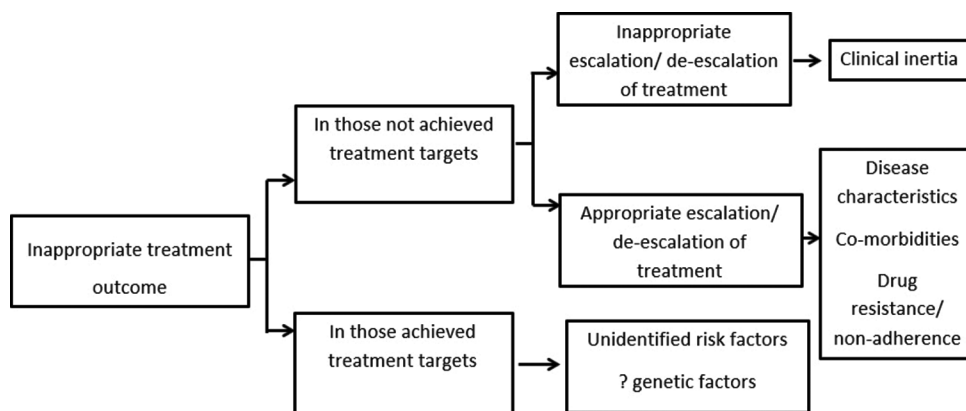 Inappropriate treatment
outcome
In those not achieved
treatment targets
In those achieved
treatment targets
Inappropriate
escalation/ de-escalation
of treatment
Clinical inertia
Appropriate escalation/
de-escalation of
treatment
Disease
characteristics
Co-morbidities
Drug
resistance/
non-adherence
Unidentified risk factors
? genetic factors